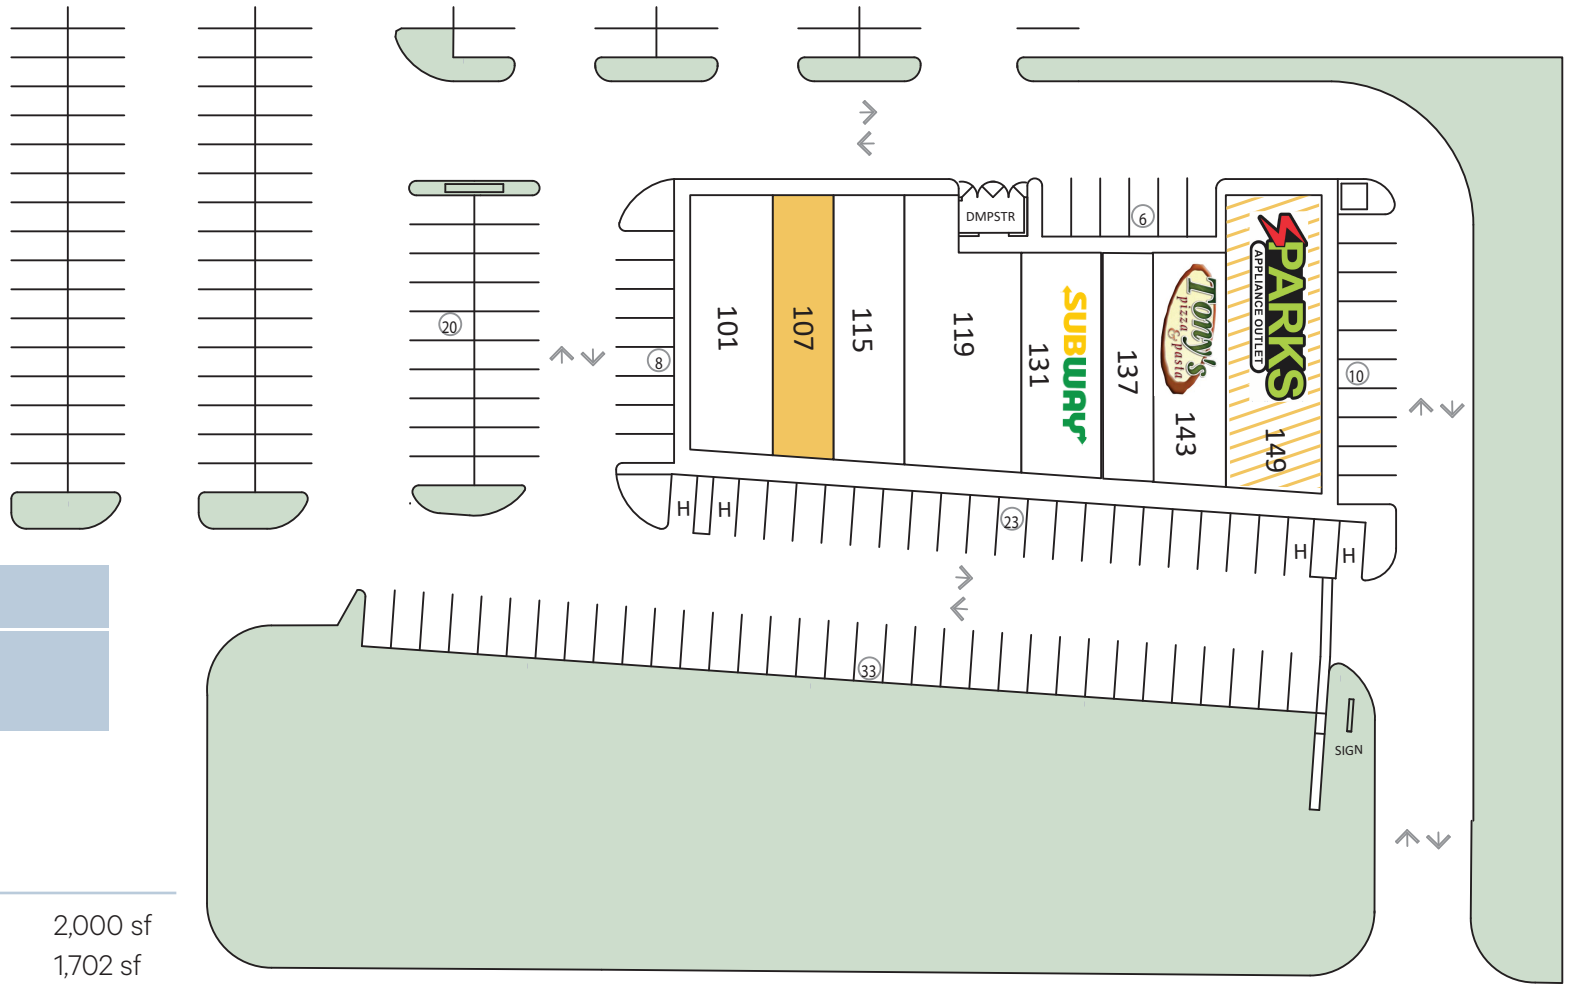 DMPSTR
6
20
8
101
107
115
119
131
SUBWAY
137
Tony's
pizza & pasta
143
SPARKS
APPLIANCE OUTLET
149
10
H
H
23
H
H
33
SIGN
2,000 sf
1,702 sf